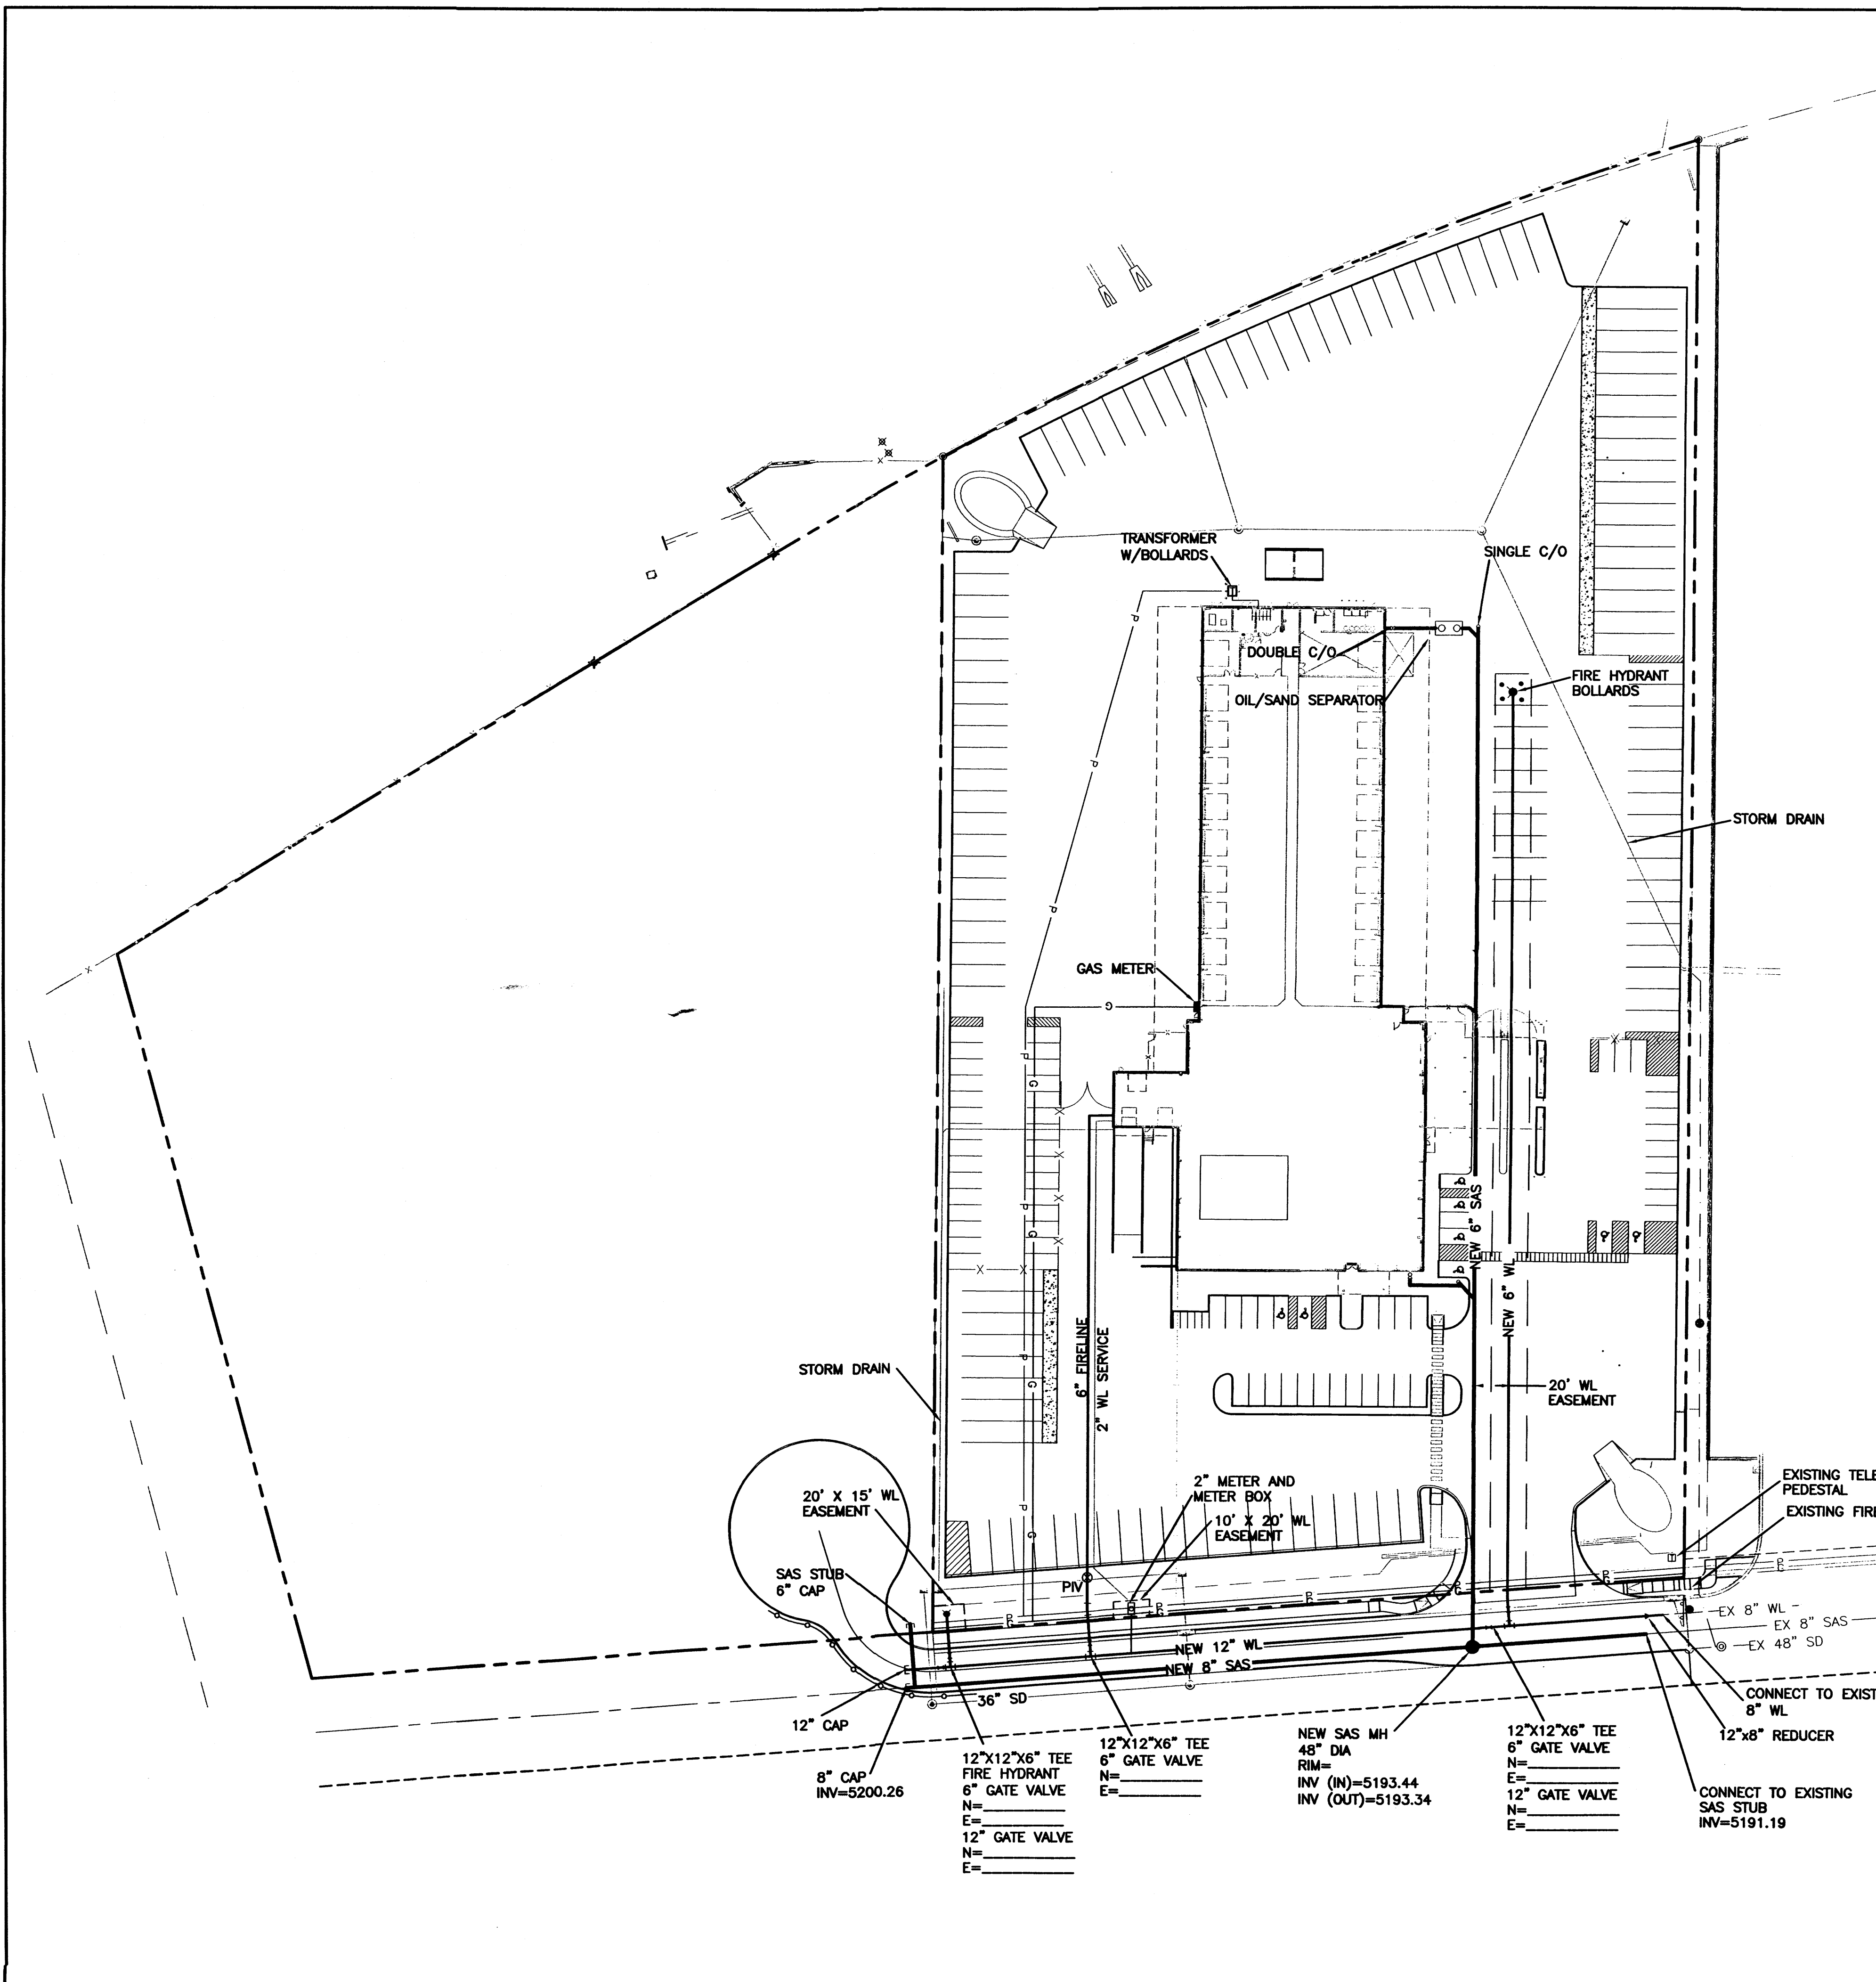 TRANSFORMER
W/BOLLARDS
SINGLE C/O
DOUBLE C/O
OIL/SAND SEPARATOR
FIRE HYDRANT
BOLLARDS
STORM DRAIN
GAS METER
P
P
P
G
P
G
P
G
P
G
P
G
NEW 6" SAS
NEW 6" WL
6" FIRELINE
2" WL SERVICE
STORM DRAIN
20' WL
EASEMENT
20' X 15' WL
EASEMENT
2" METER AND
METER BOX
10' X 20' WL
EASEMENT
EXISTING TELE
PEDESTAL
EXISTING FIRE
SAS STUB
6" CAP
PIV
EX 8" WL
EX 8" SAS
EX 48" SD
NEW 12" WL
NEW 8" SAS
36" SD
12" CAP
8" CAP
INV=5200.26
12"X12"X6" TEE
FIRE HYDRANT
6" GATE VALVE
N=
E=
12" GATE VALVE
N=
E=
12"X12"X6" TEE
6" GATE VALVE
N=
E=
NEW SAS MH
48" DIA
RIM=
INV (IN)=5193.44
INV (OUT)=5193.34
12"X12"X6" TEE
6" GATE VALVE
N=
E=
12" GATE VALVE
N=
E=
CONNECT TO EXIST
8" WL
12"x8" REDUCER
CONNECT TO EXISTING
SAS STUB
INV=5191.19